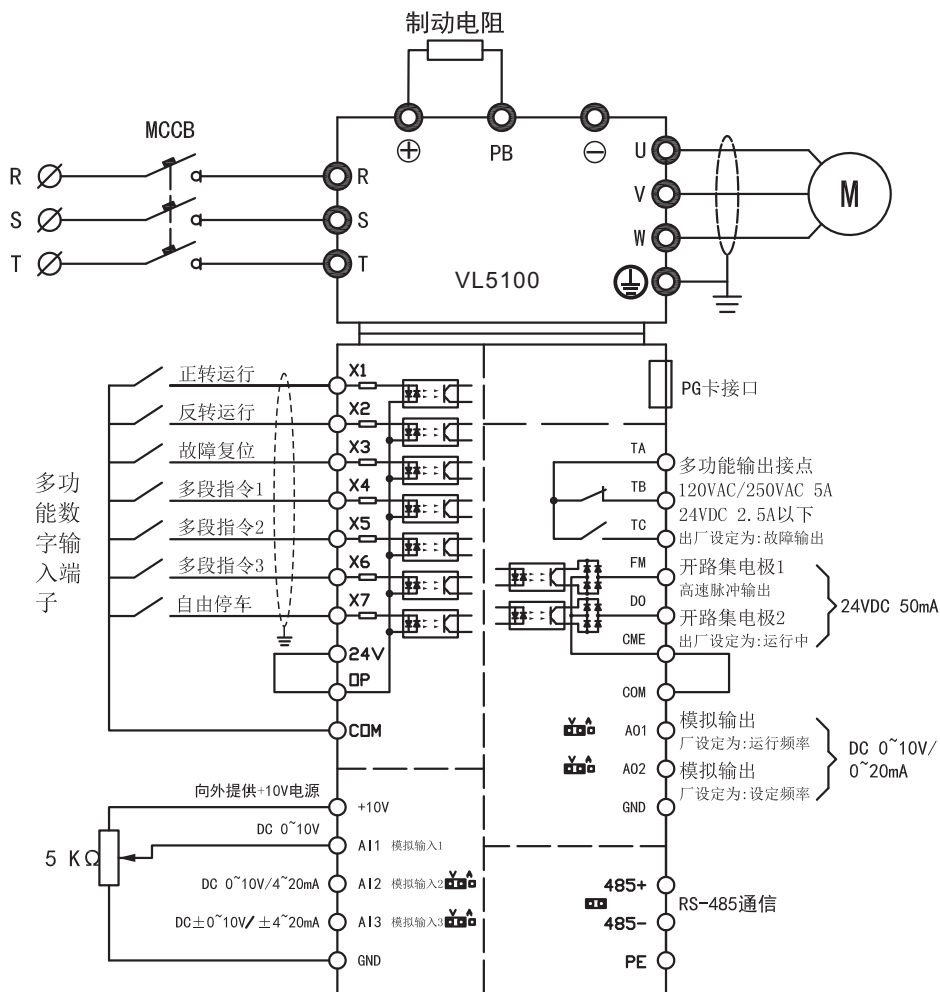 制动电阻
MCCB
PB
R
R
S
S
T
T
U
V
W
M
VL5100
正转运行
X1
反转运行
X2
故障复位
X3
多段指令1
X4
多段指令2
X5
多段指令3
X6
自由停车
X7
24V
OP
COM
多功
能数
字输
入端
子
PG卡接口
TA
多功能输出接点
TB
120VAC/250VAC 5A
24VDC 2.5A以下
TC
出厂设定为:故障输出
FM
开路集电极1
高速脉冲输出
DO
开路集电极2
出厂设定为:运行中
24VDC 50mA
CME
COM
V A
AO1
模拟输出
厂设定为:运行频率
V A
AO2
模拟输出
厂设定为:设定频率
DC 0~10V/
0~20mA
GND
向外提供+10V电源
+10V
DC 0~10V
5 KΩ
AI1 模拟输入1
DC 0~10V/4~20mA
AI2 模拟输入2
V A
DC±0~10V/±4~20mA
AI3 模拟输入3
V A
GND
485+
RS-485通信
485-
PE